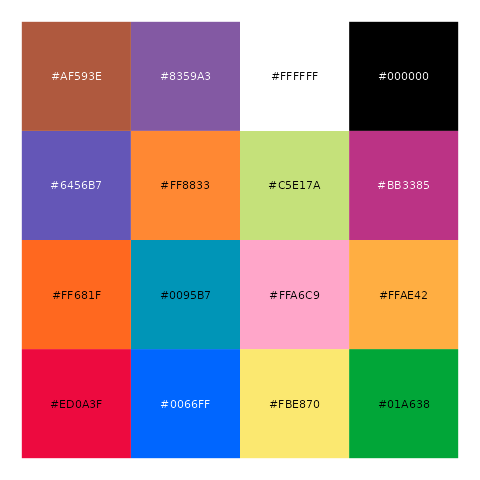 #AF593E #8359A3 #FFFFFF #000000
#6456B7 #FF8833 #C5E17A #BB3385
#FF681F #0095B7 #FFA6C9 #FFAE42
#ED0A3F #0066FF #FBE870 #01A638